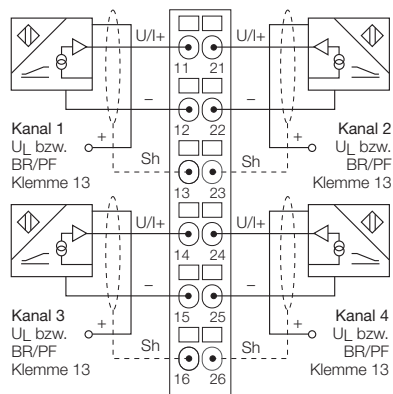 U/I+ U/I+
11 21
– –
12 22
Kanal 1
UL bzw.
BR/PF
Klemme 13
+
Sh Sh
13 23
Kanal 2
UL bzw.
BR/PF
Klemme 13
+
U/I+ U/I+
14 24
– –
15 25
Kanal 3
UL bzw.
BR/PF
Klemme 13
+
Sh Sh
16 26
Kanal 4
UL bzw.
BR/PF
Klemme 13
+